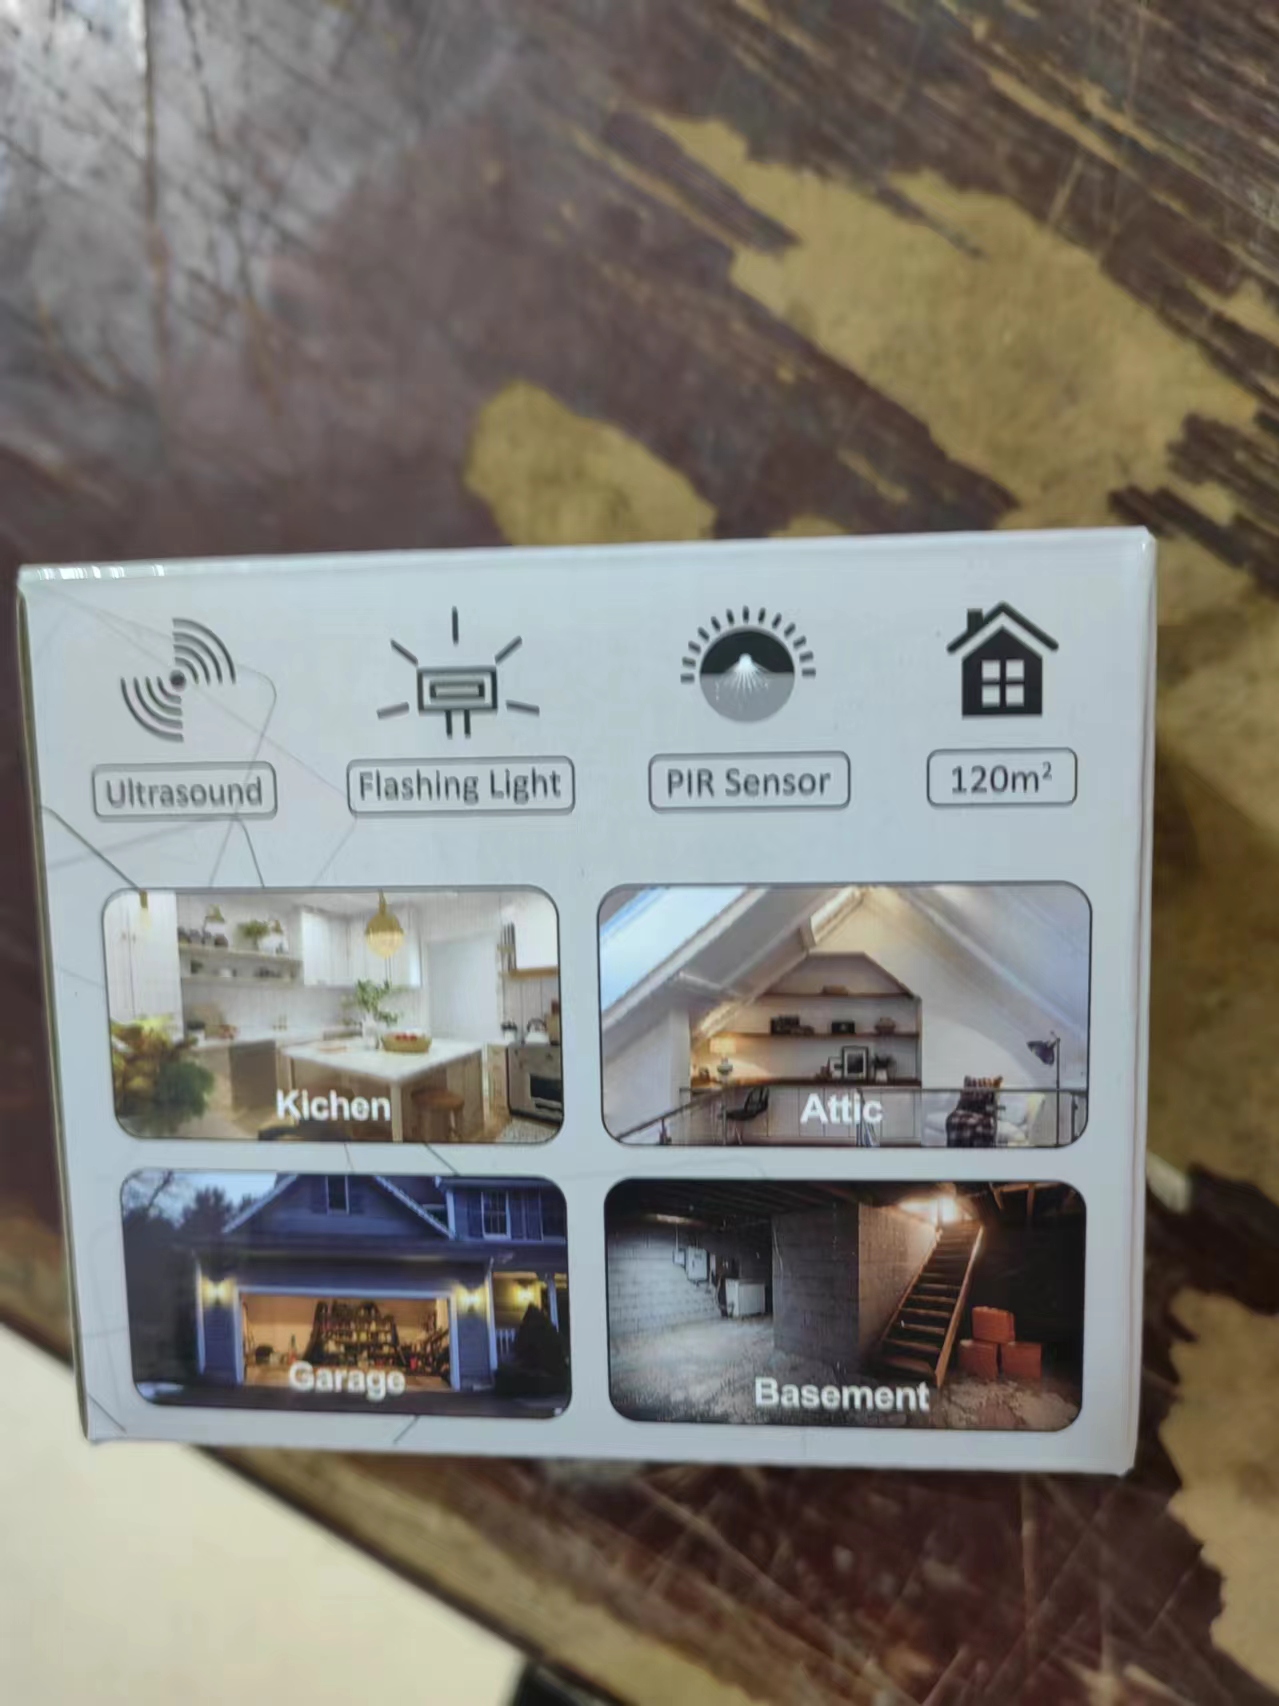 Ultrasound
Flashing Light
PIR Sensor
120m²
Kichen
Attic
Garage
Basement